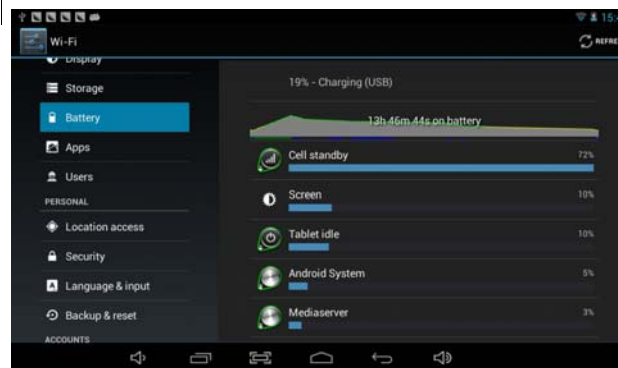 15:4
Wi-Fi
REFRE
Display
Storage
Battery
Apps
Users
PERSONAL
Location access
Security
Language & input
Backup & reset
ACCOUNTS
19% - Charging (USB)
13h 46m 44s on battery
Cell standby 72%
Screen 10%
Tablet idle 10%
Android System 5%
Mediaserver 3%